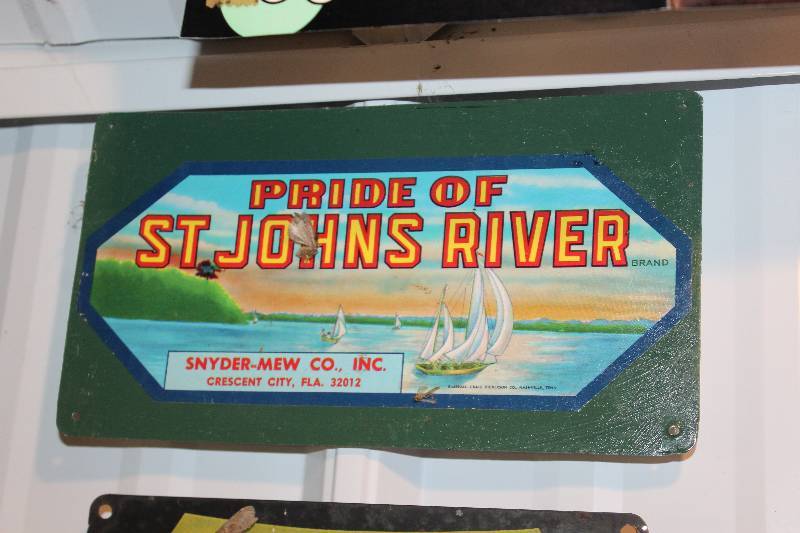 PRIDE OF
ST JOHNS RIVER
BRAND
SNYDER-MEW CO., INC.
CRESCENT CITY, FLA. 32012